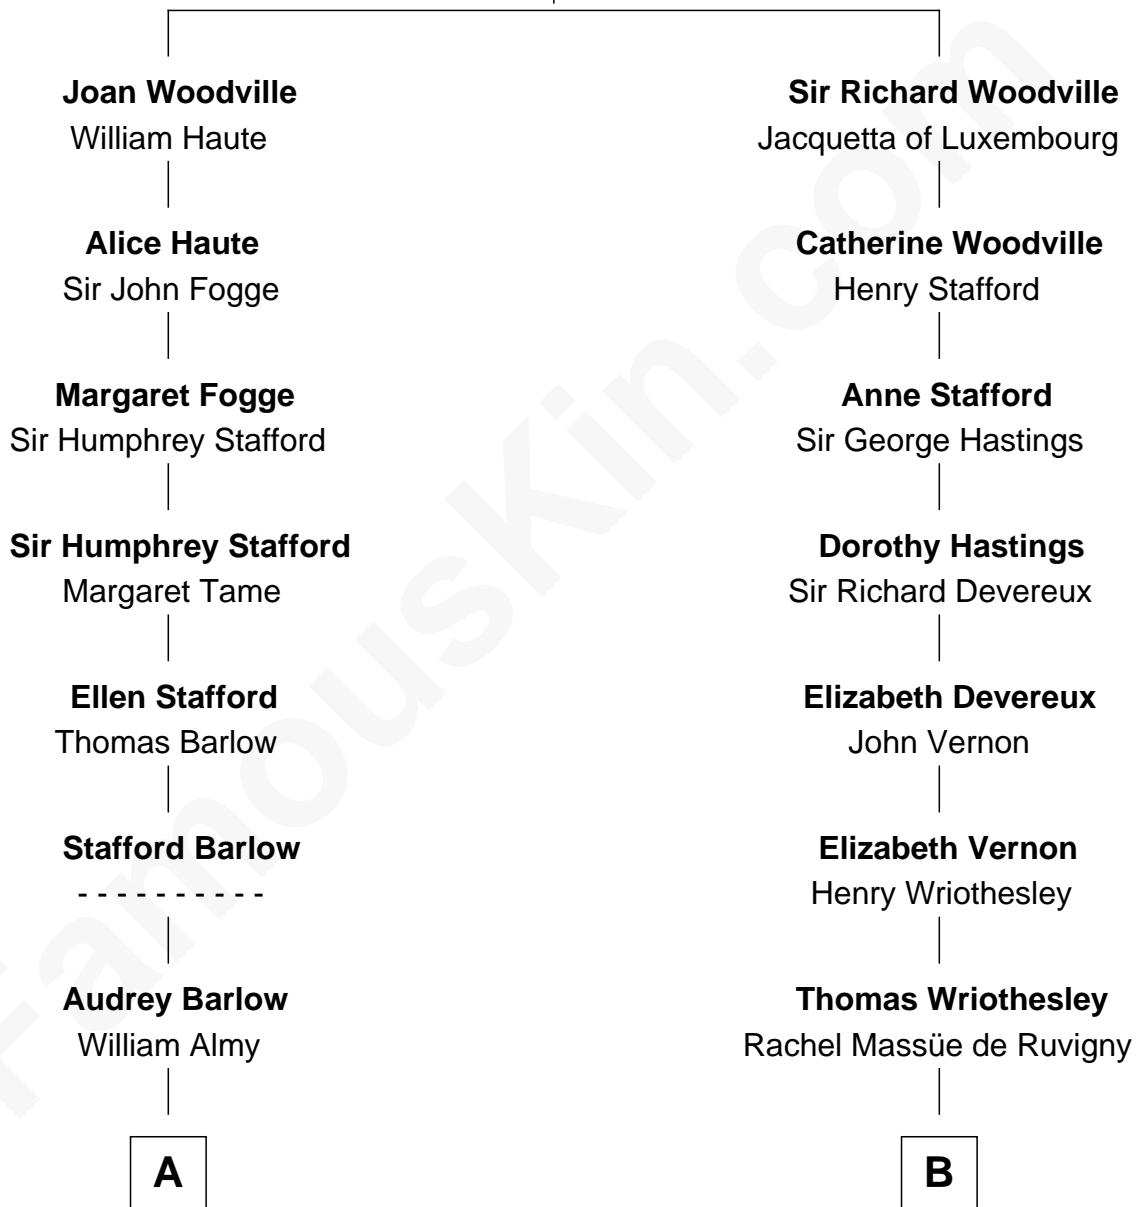 Joan Woodville
William Haute
Alice Haute
Sir John Fogge
Margaret Fogge
Sir Humphrey Stafford
Sir Humphrey Stafford
Margaret Tame
Ellen Stafford
Thomas Barlow
Stafford Barlow
- - - - - - - - - -
Audrey Barlow
William Almy
A
Sir Richard Woodville
Jacquetta of Luxembourg
Catherine Woodville
Henry Stafford
Anne Stafford
Sir George Hastings
Dorothy Hastings
Sir Richard Devereux
Elizabeth Devereux
John Vernon
Elizabeth Vernon
Henry Wriothesley
Thomas Wriothesley
Rachel Massüe de Ruvigny
B
FamousKin.com